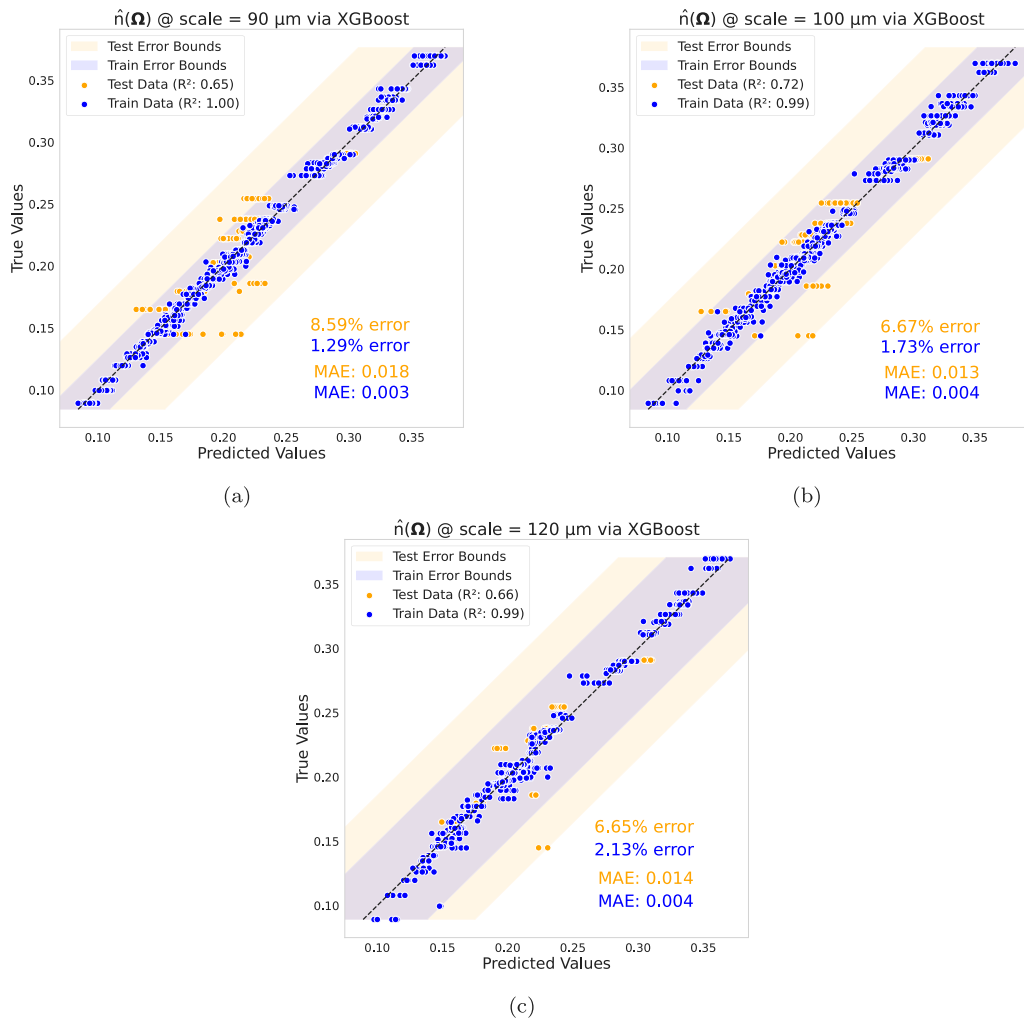 n̂(Ω) @ scale = 90 μm via XGBoost
Test Error Bounds
Train Error Bounds
Test Data (R²: 0.65)
Train Data (R²: 1.00)
True Values
0.35
0.30
0.25
0.20
0.15
0.10
8.59% error
1.29% error
MAE: 0.018
MAE: 0.003
0.10 0.15 0.20 0.25 0.30 0.35
Predicted Values
(a)
n̂(Ω) @ scale = 100 μm via XGBoost
Test Error Bounds
Train Error Bounds
Test Data (R²: 0.72)
Train Data (R²: 0.99)
True Values
0.35
0.30
0.25
0.20
0.15
0.10
6.67% error
1.73% error
MAE: 0.013
MAE: 0.004
0.10 0.15 0.20 0.25 0.30 0.35
Predicted Values
(b)
n̂(Ω) @ scale = 120 μm via XGBoost
Test Error Bounds
Train Error Bounds
Test Data (R²: 0.66)
Train Data (R²: 0.99)
True Values
0.35
0.30
0.25
0.20
0.15
0.10
6.65% error
2.13% error
MAE: 0.014
MAE: 0.004
0.10 0.15 0.20 0.25 0.30 0.35
Predicted Values
(c)